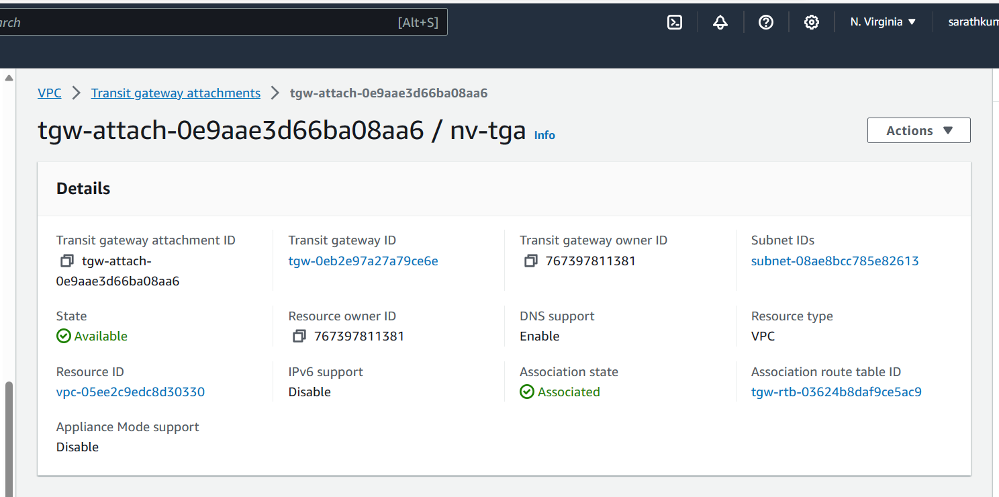 [Alt+S]
N. Virginia
VPC > Transit gateway attachments > tgw-attach-0e9aae3d66ba08aa6
tgw-attach-0e9aae3d66ba08aa6 / nv-tga Info
Actions
Details
Transit gateway attachment ID
tgw-attach-
0e9aae3d66ba08aa6
Transit gateway ID
tgw-0eb2e97a27a79ce6e
Transit gateway owner ID
767397811381
Subnet IDs
subnet-08ae8bcc785e82613
State
Available
Resource owner ID
767397811381
DNS support
Enable
Resource type
VPC
Resource ID
vpc-05ee2c9edc8d30330
IPv6 support
Disable
Association state
Associated
Association route table ID
tgw-rtb-03624b8daf9ce5ac9
Appliance Mode support
Disable